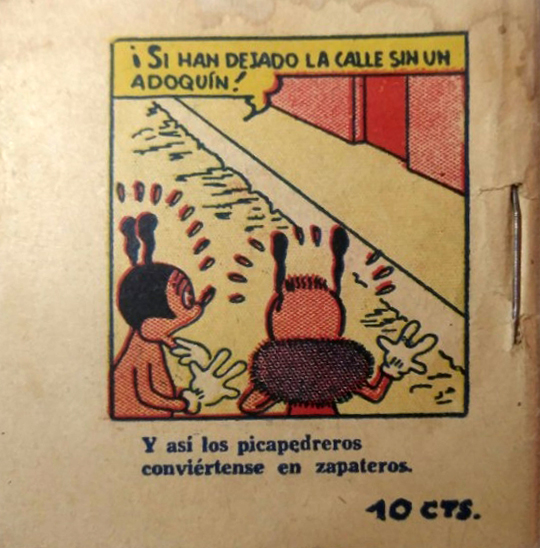 ¡SI HAN DEJADO LA CALLE SIN UN
ADOQUÍN!
Y así los picapedreros
conviértense en zapateros.
10 CTS.